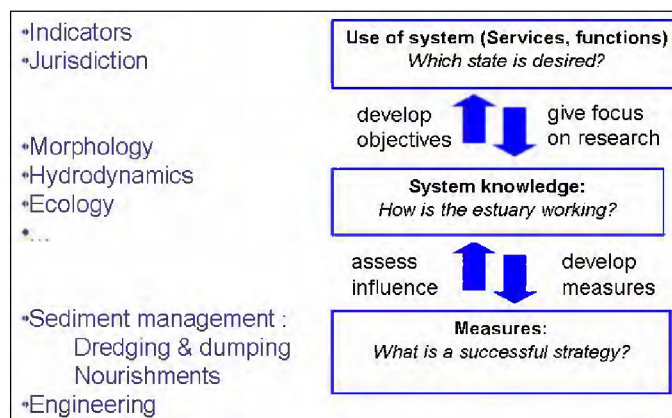 •Indicators
•Jurisdiction
•Morphology
•Hydrodynamics
•Ecology
•...
•Sediment management :
Dredging & dumping
Nourishments
•Engineering
Use of system (Services, functions)
Which state is desired?
develop
objectives
give focus
on research
System knowledge:
How is the estuary working?
assess
influence
develop
measures
Measures:
What is a successful strategy?